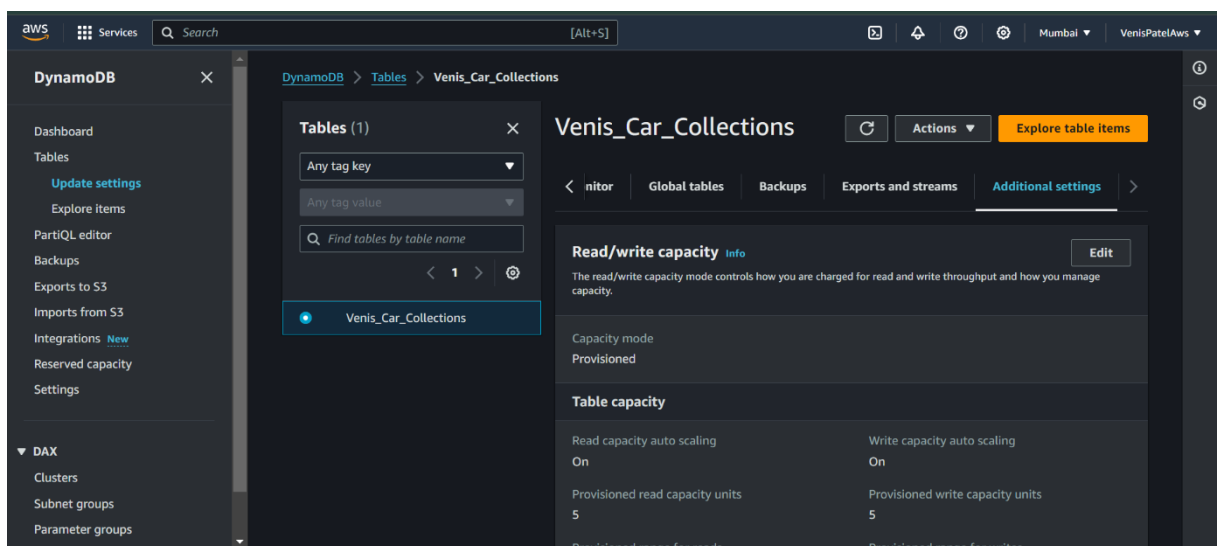 aws Services Search [Alt+S] Mumbai VenisPatelAws
DynamoDB
Dashboard
Tables
Update settings
Explore items
PartiQL editor
Backups
Exports to S3
Imports from S3
Integrations New
Reserved capacity
Settings
DAX
Clusters
Subnet groups
Parameter groups
DynamoDB > Tables > Venis_Car_Collections
Tables (1)
Any tag key
Any tag value
Find tables by table name
1
Venis_Car_Collections
Venis_Car_Collections
Actions
Explore table items
nitor Global tables Backups Exports and streams Additional settings
Read/write capacity Info
Edit
The read/write capacity mode controls how you are charged for read and write throughput and how you manage
capacity.
Capacity mode
Provisioned
Table capacity
Read capacity auto scaling
On
Write capacity auto scaling
On
Provisioned read capacity units
5
Provisioned write capacity units
5